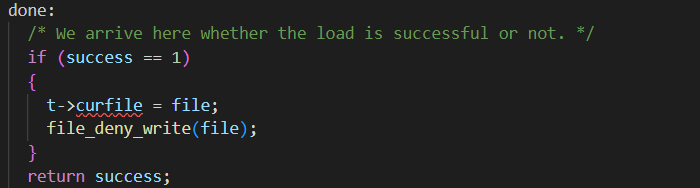 done:
/* We arrive here whether the load is successful or not. */
if (success == 1)
{
t->curfile = file;
file_deny_write(file);
}
return success;